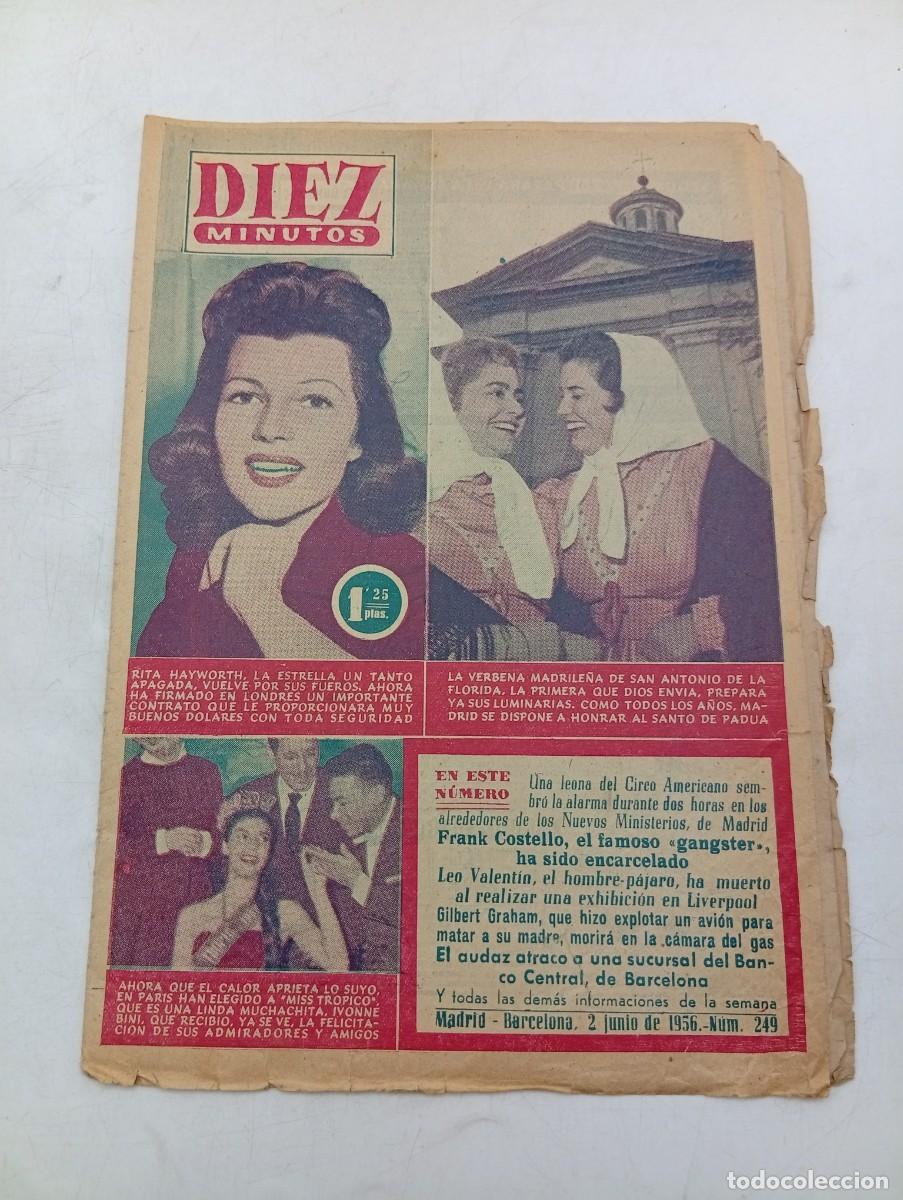 DIEZ
MINUTOS
1'25
ptas.
RITA HAYWORTH, LA ESTRELLA UN TANTO
APAGADA, VUELVE POR SUS FUEROS. AHORA
HA FIRMADO EN LONDRES UN IMPORTANTE
CONTRATO QUE LE PROPORCIONARA MUY
BUENOS DOLARES CON TODA SEGURIDAD
LA VERBENA MADRILEÑA DE SAN ANTONIO DE LA
FLORIDA, LA PRIMERA QUE DIOS ENVIA, PREPARA
YA SUS LUMINARIAS. COMO TODOS LOS AÑOS, MA-
DRID SE DISPONE A HONRAR AL SANTO DE PADUA
AHORA QUE EL CALOR APRIETA LO SUYO,
EN PARIS HAN ELEGIDO A "MISS TROPICO",
QUE ES UNA LINDA MUCHACHITA, IVONNE
BINI, QUE RECIBIO, YA SE VE, LA FELICITA-
CION DE SUS ADMIRADORES Y AMIGOS
EN ESTE
NÚMERO
Una leona del Circo Americano sem-
bró la alarma durante dos horas en los
alrededores de los Nuevos Ministerios, de Madrid
Frank Costello, el famoso «gangster»,
ha sido encarcelado
Leo Valentín, el hombre-pájaro, ha muerto
al realizar una exhibición en Liverpool
Gilbert Graham, que hizo explotar un avión para
matar a su madre, morirá en la cámara del gas
El audaz atraco a una sucursal del Ban-
co Central, de Barcelona
Y todas las demás informaciones de la semana
Madrid - Barcelona, 2 junio de 1956.-Núm. 249
todocoleccion